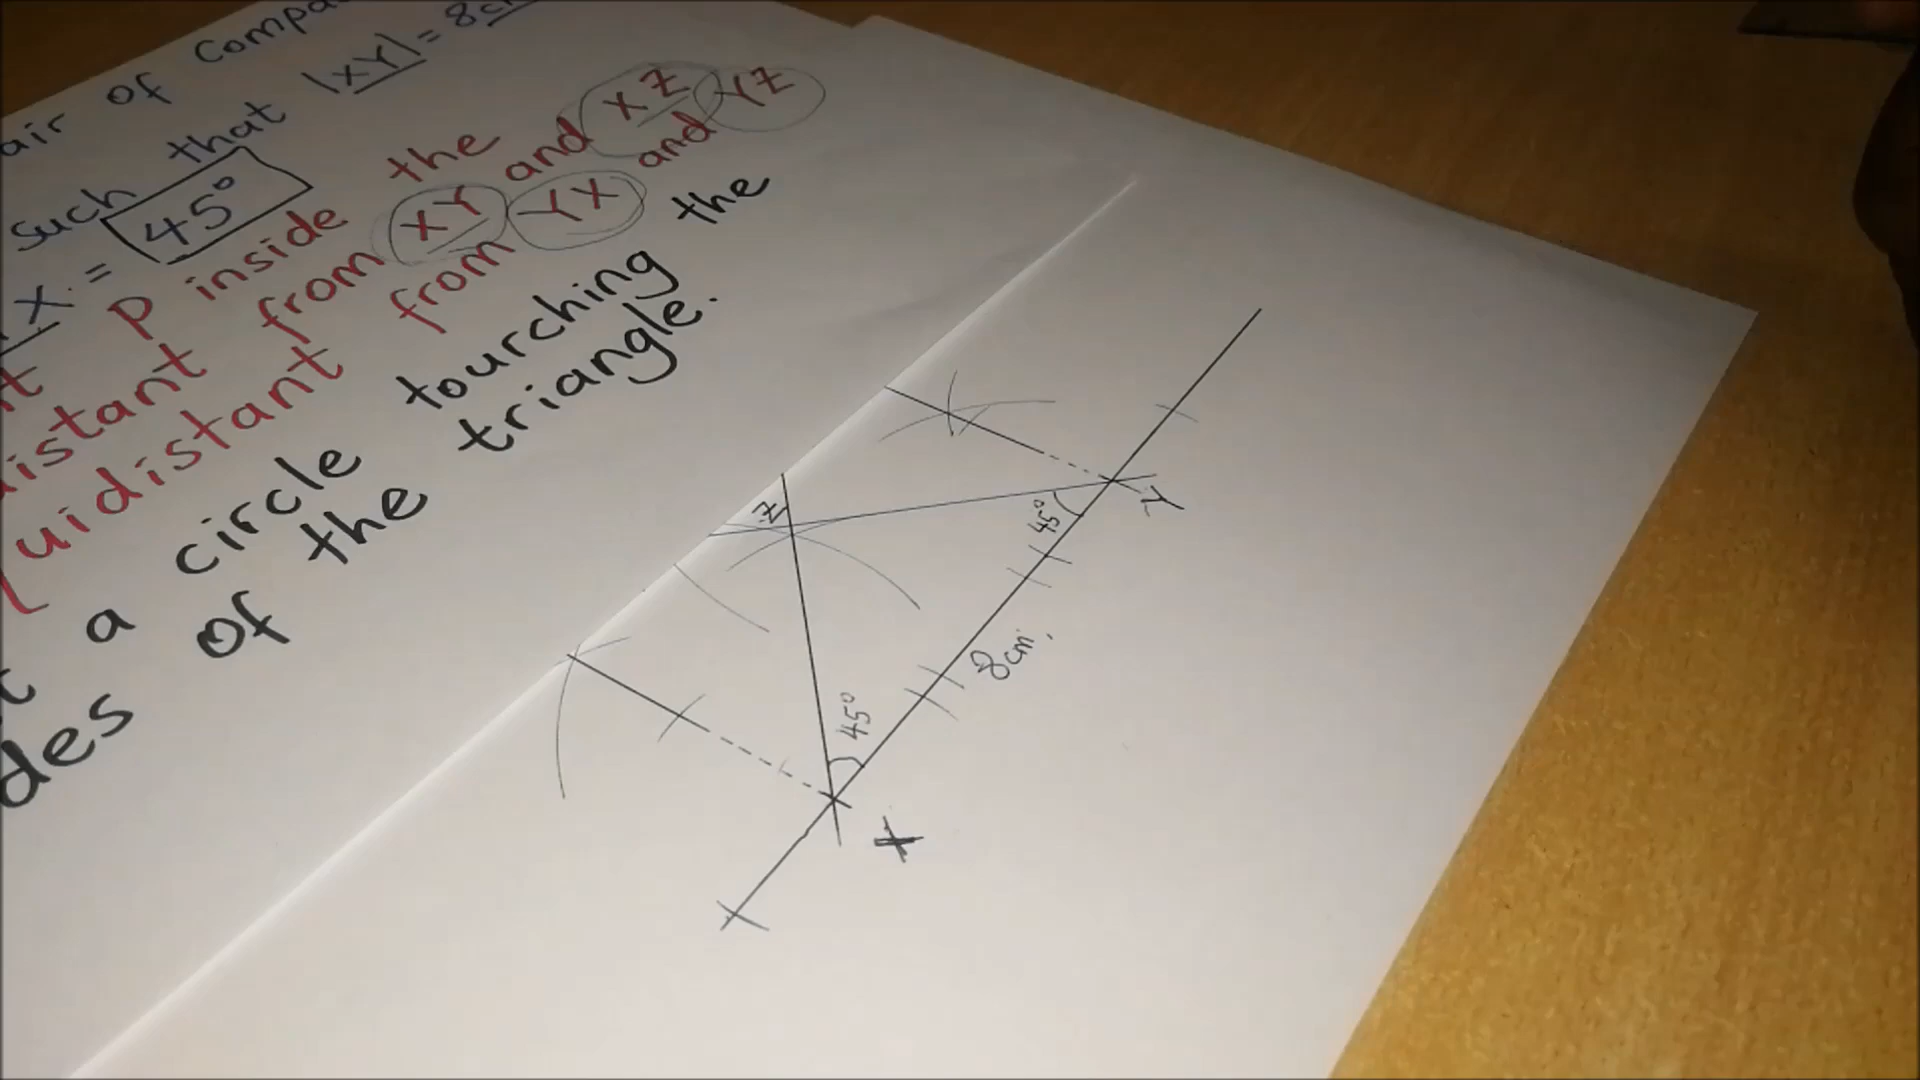 air of Compa
such that |XY| = 8cm
X = 45°
P inside the
from XY and XZ
istant from YX and YZ
uidistant
a circle tourching the
des of the triangle.
Z
Y
45°
8cm.
45°
X